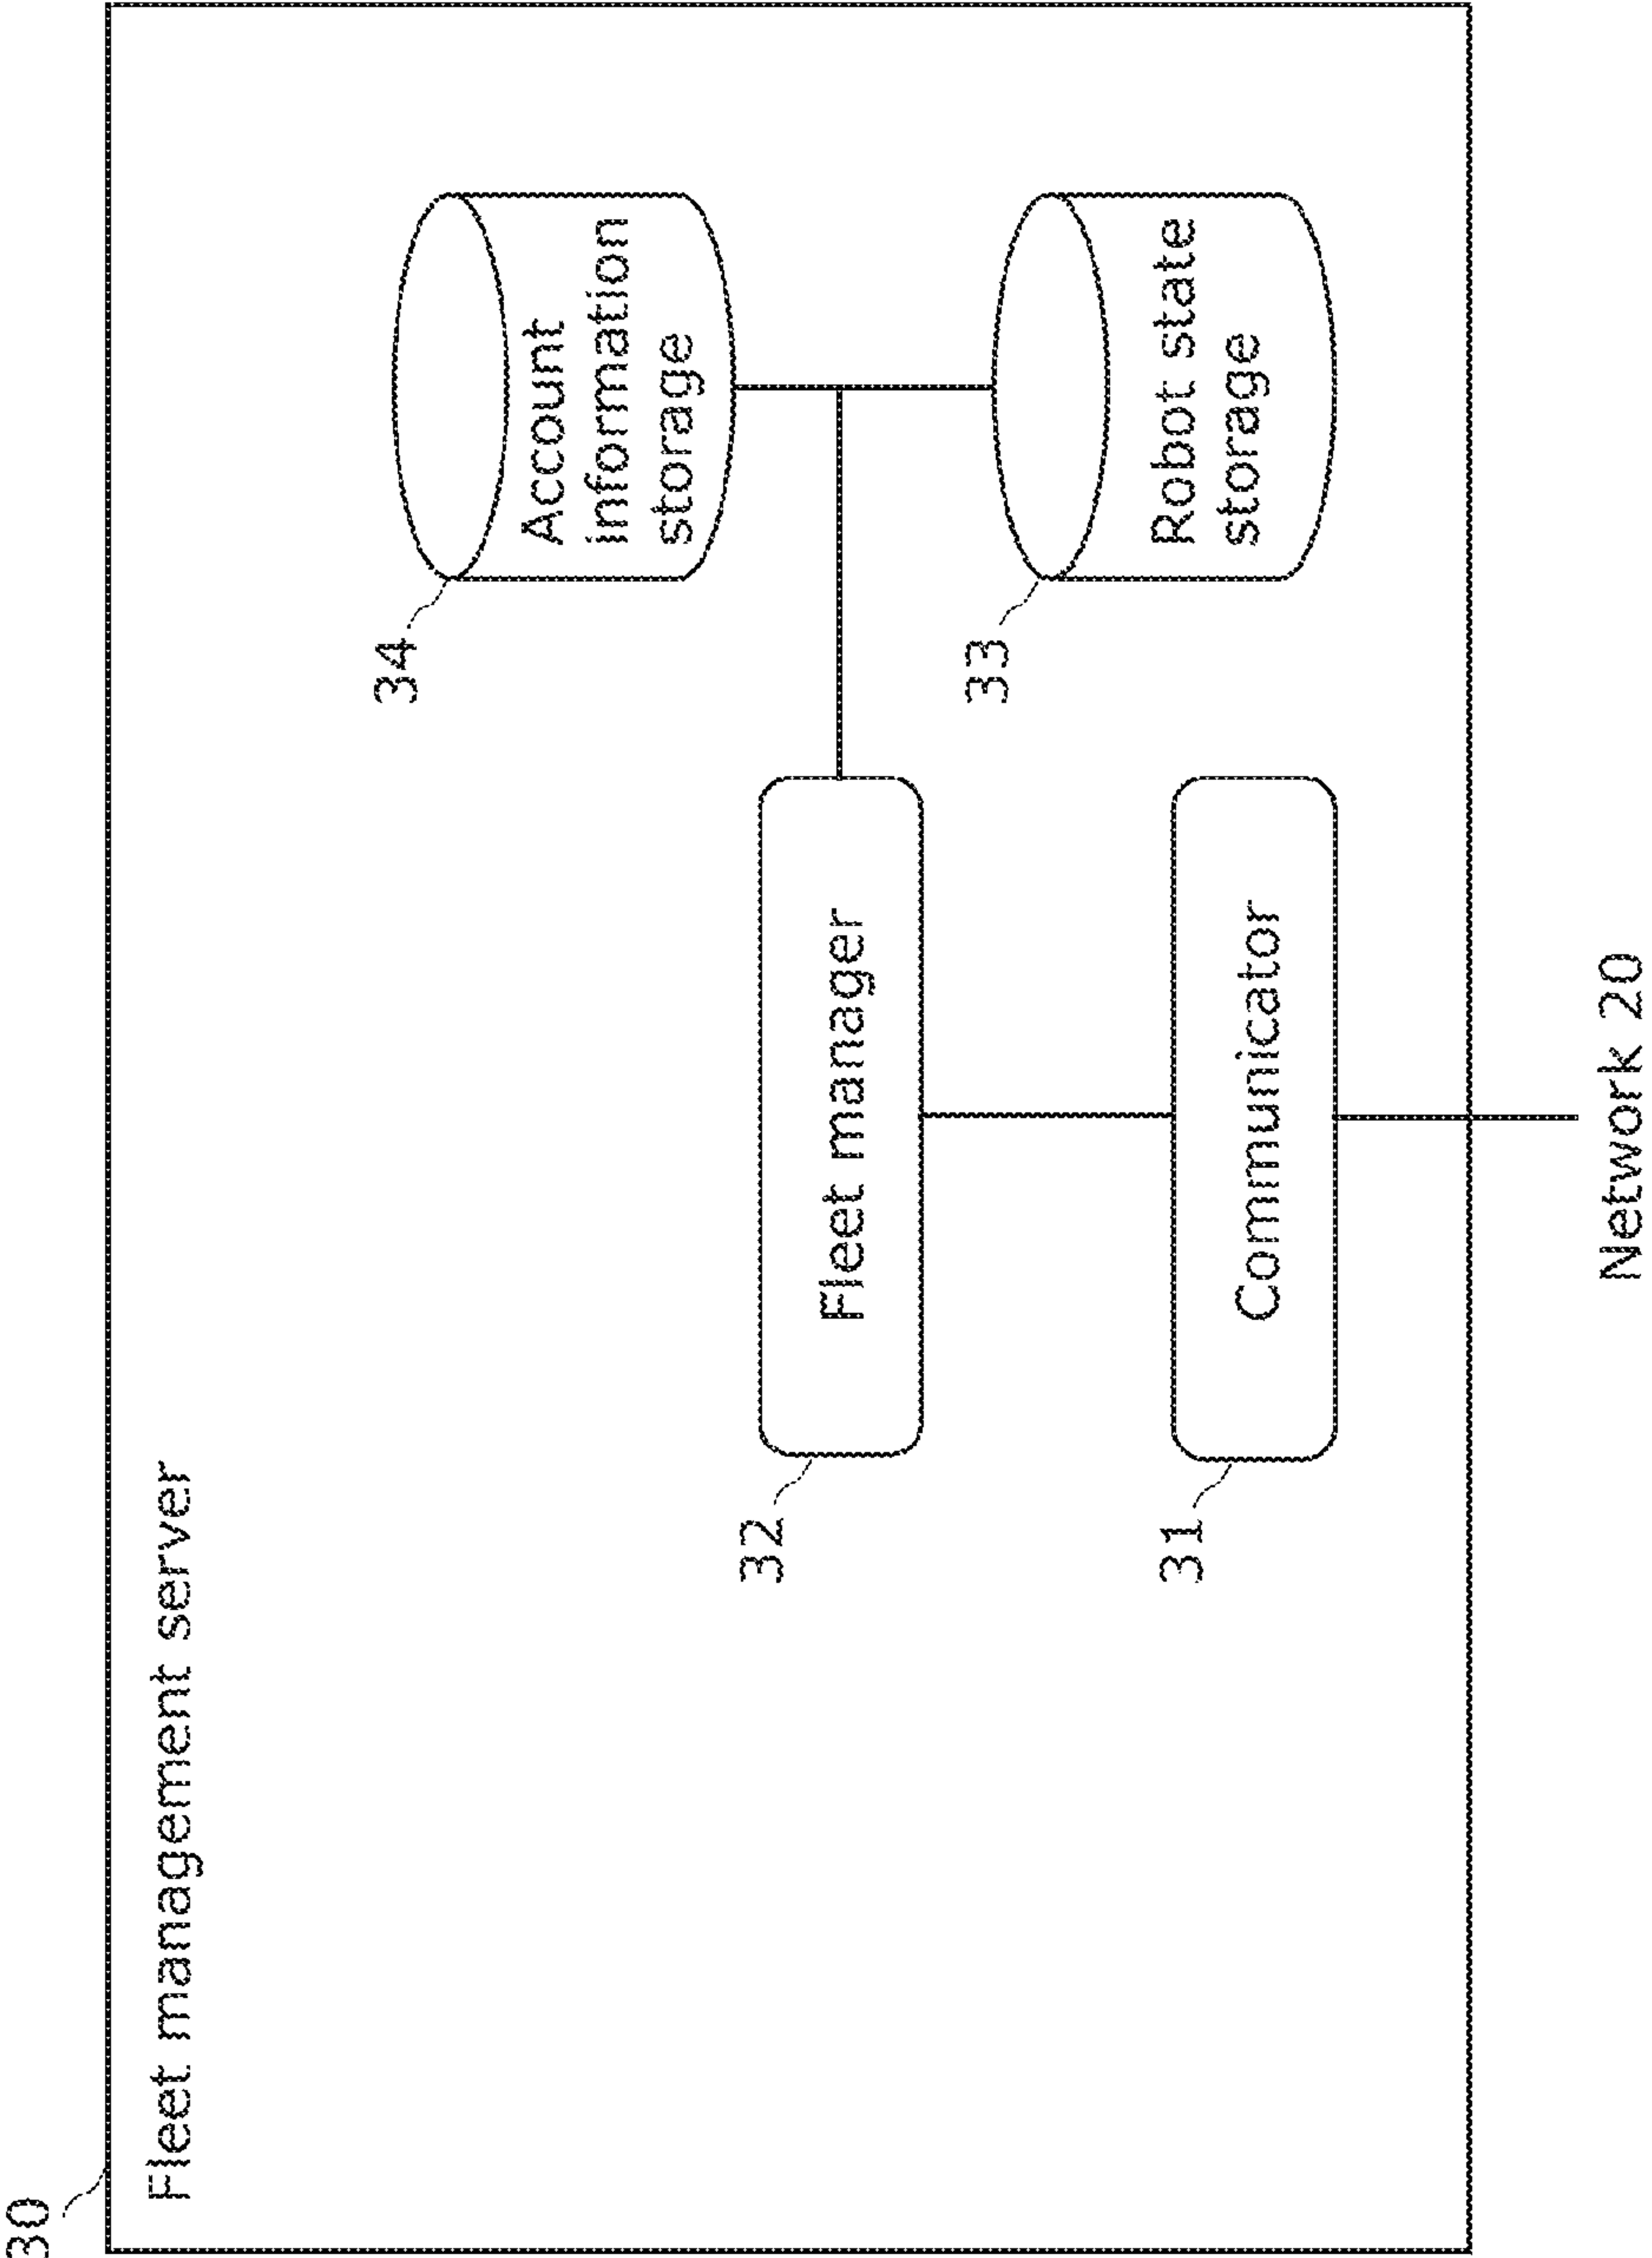 30
Fleet management server
34
Account
information
storage
32
Fleet manager
33
Robot state
storage
31
Communicator
Network 20